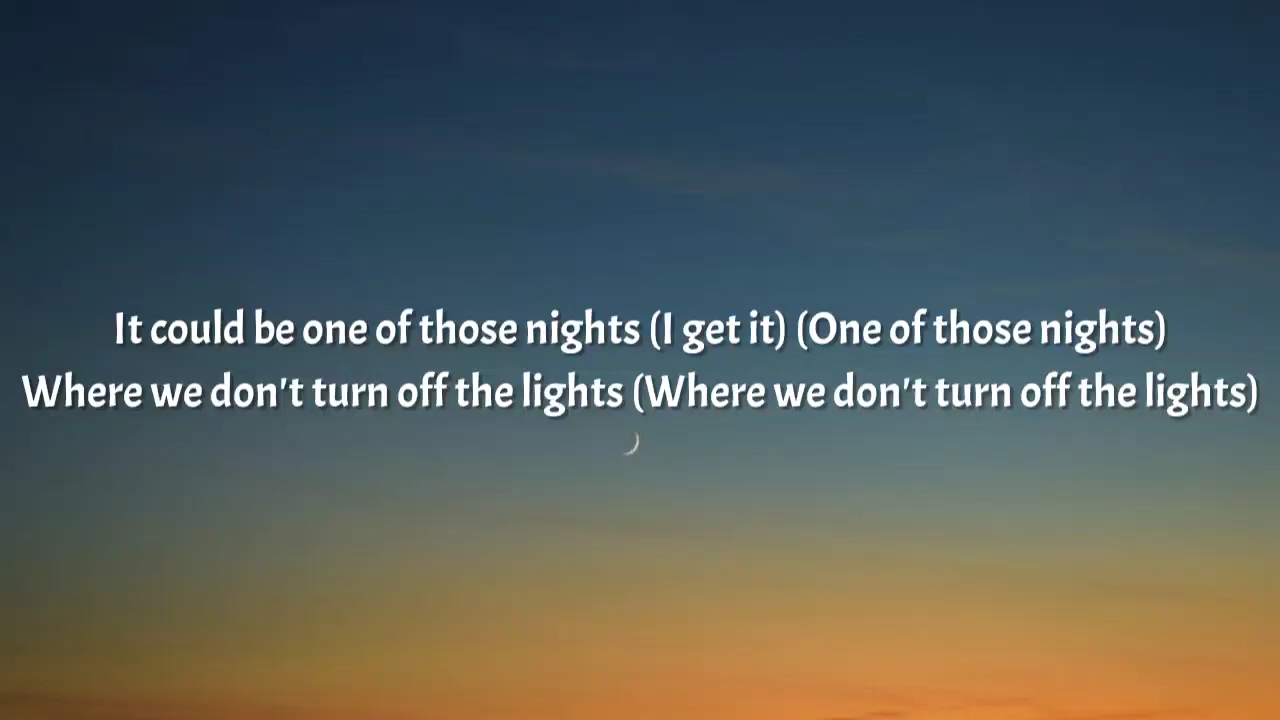 It could be one of those nights (I get it) (One of those nights)
Where we don't turn off the lights (Where we don't turn off the lights)